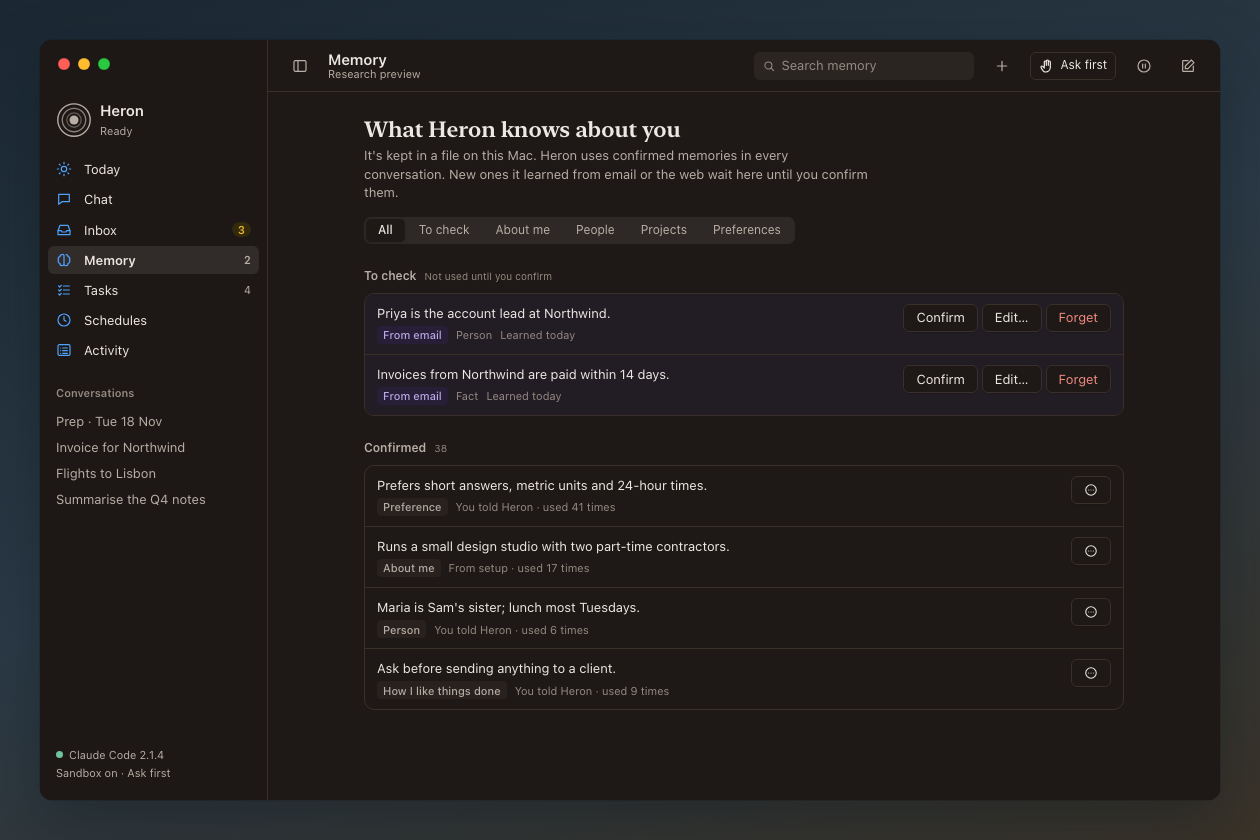 Heron
Ready
Today
Chat
Inbox 3
Memory 2
Tasks 4
Schedules
Activity
Conversations
Prep · Tue 18 Nov
Invoice for Northwind
Flights to Lisbon
Summarise the Q4 notes
Claude Code 2.1.4
Sandbox on · Ask first
Memory
Research preview
Search memory
Ask first
What Heron knows about you
It's kept in a file on this Mac. Heron uses confirmed memories in every
conversation. New ones it learned from email or the web wait here until you confirm
them.
All To check About me People Projects Preferences
To check Not used until you confirm
Priya is the account lead at Northwind.
From email Person Learned today
Confirm Edit... Forget
Invoices from Northwind are paid within 14 days.
From email Fact Learned today
Confirm Edit... Forget
Confirmed 38
Prefers short answers, metric units and 24-hour times.
Preference You told Heron · used 41 times
Runs a small design studio with two part-time contractors.
About me From setup · used 17 times
Maria is Sam's sister; lunch most Tuesdays.
Person You told Heron · used 6 times
Ask before sending anything to a client.
How I like things done You told Heron · used 9 times